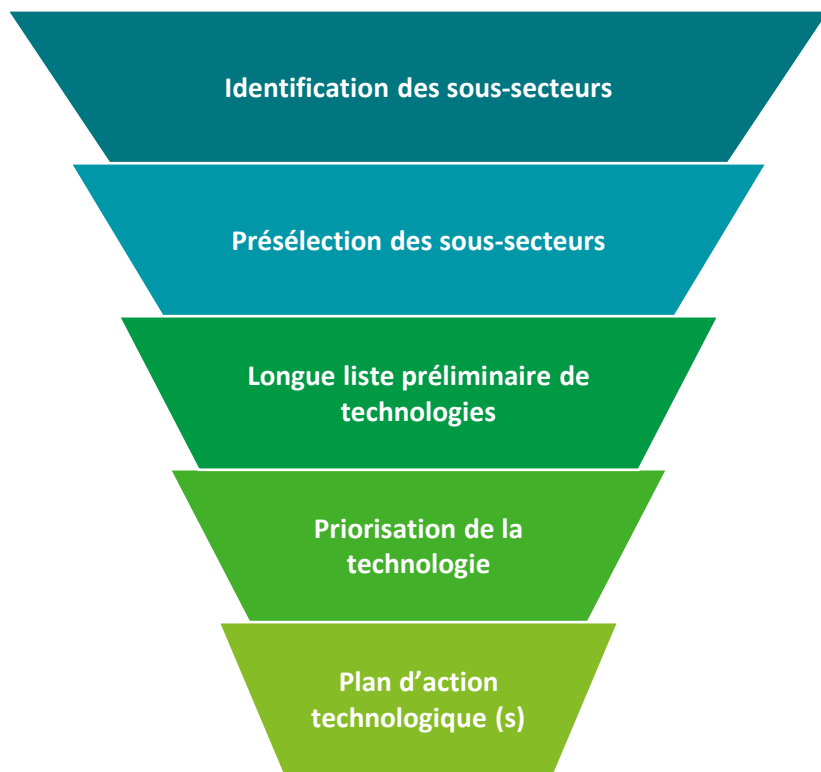 Identification des sous-secteurs
Présélection des sous-secteurs
Longue liste préliminaire de
technologies
Priorisation de la
technologie
Plan d’action
technologique (s)